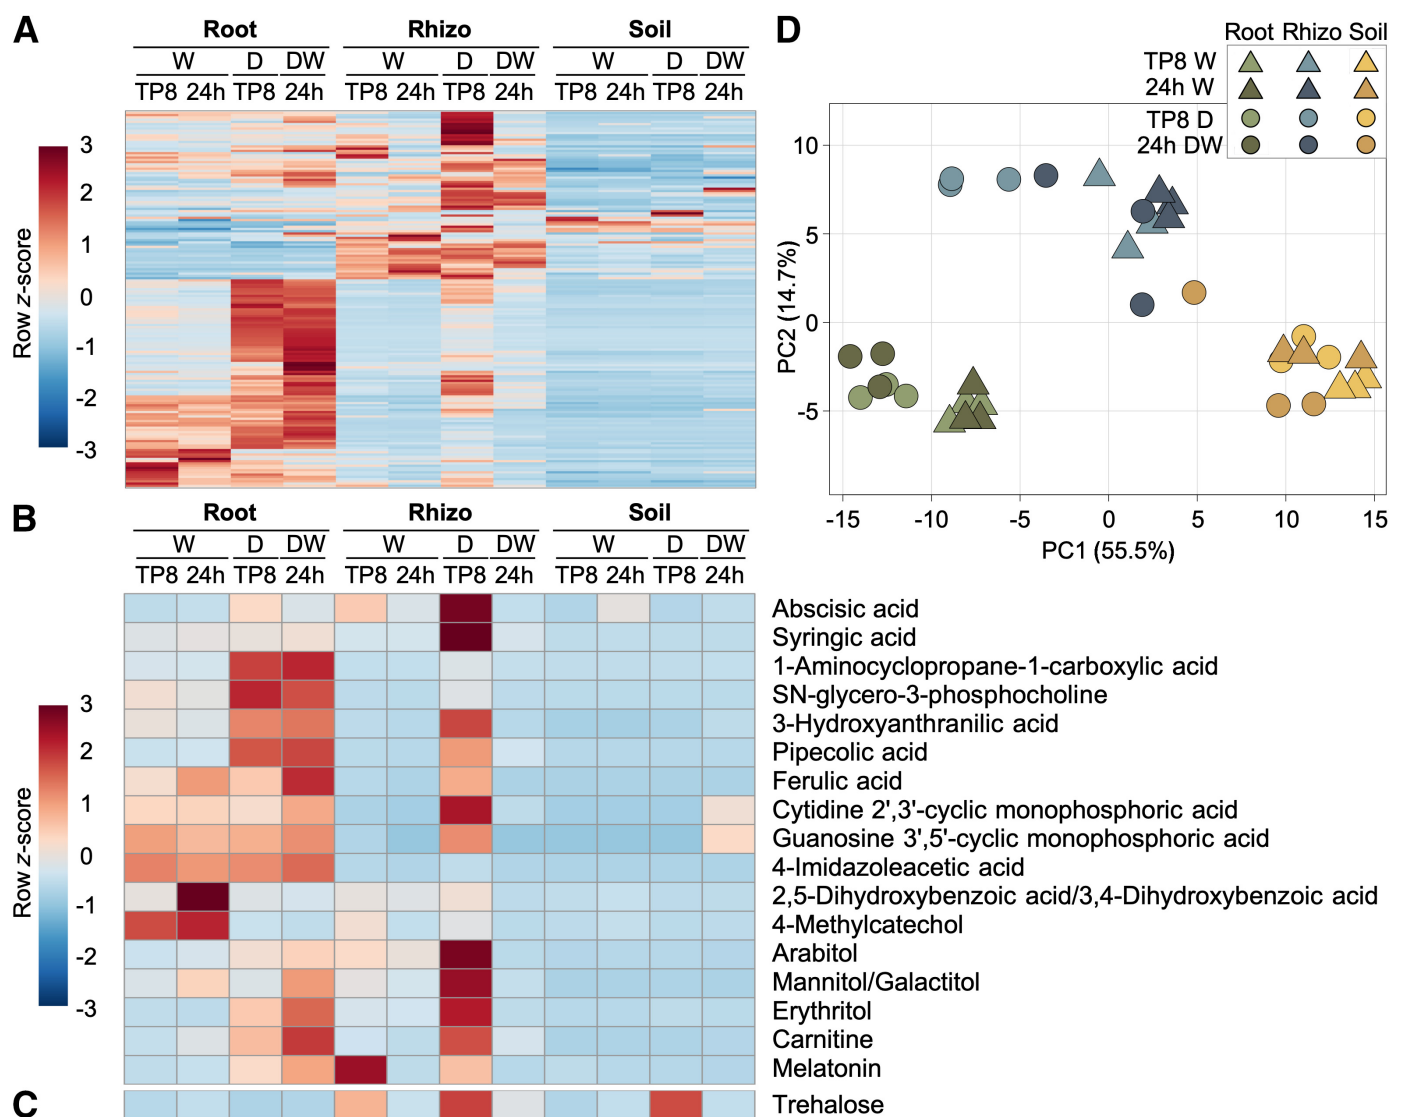 A
Root Rhizo Soil
W D DW W D DW W D DW
TP8 24h TP8 24h TP8 24h TP8 24h TP8 24h TP8 24h
Row z-score
3
2
1
0
-1
-2
-3
B
Root Rhizo Soil
W D DW W D DW W D DW
TP8 24h TP8 24h TP8 24h TP8 24h TP8 24h TP8 24h
Row z-score
3
2
1
0
-1
-2
-3
Abscisic acid
Syringic acid
1-Aminocyclopropane-1-carboxylic acid
SN-glycero-3-phosphocholine
3-Hydroxyanthranilic acid
Pipecolic acid
Ferulic acid
Cytidine 2',3'-cyclic monophosphoric acid
Guanosine 3',5'-cyclic monophosphoric acid
4-Imidazoleacetic acid
2,5-Dihydroxybenzoic acid/3,4-Dihydroxybenzoic acid
4-Methylcatechol
Arabitol
Mannitol/Galactitol
Erythritol
Carnitine
Melatonin
C
Trehalose
D
Root Rhizo Soil
TP8 W
24h W
TP8 D
24h DW
PC2 (14.7%)
10
5
0
-5
-15 -10 -5 0 5 10 15
PC1 (55.5%)